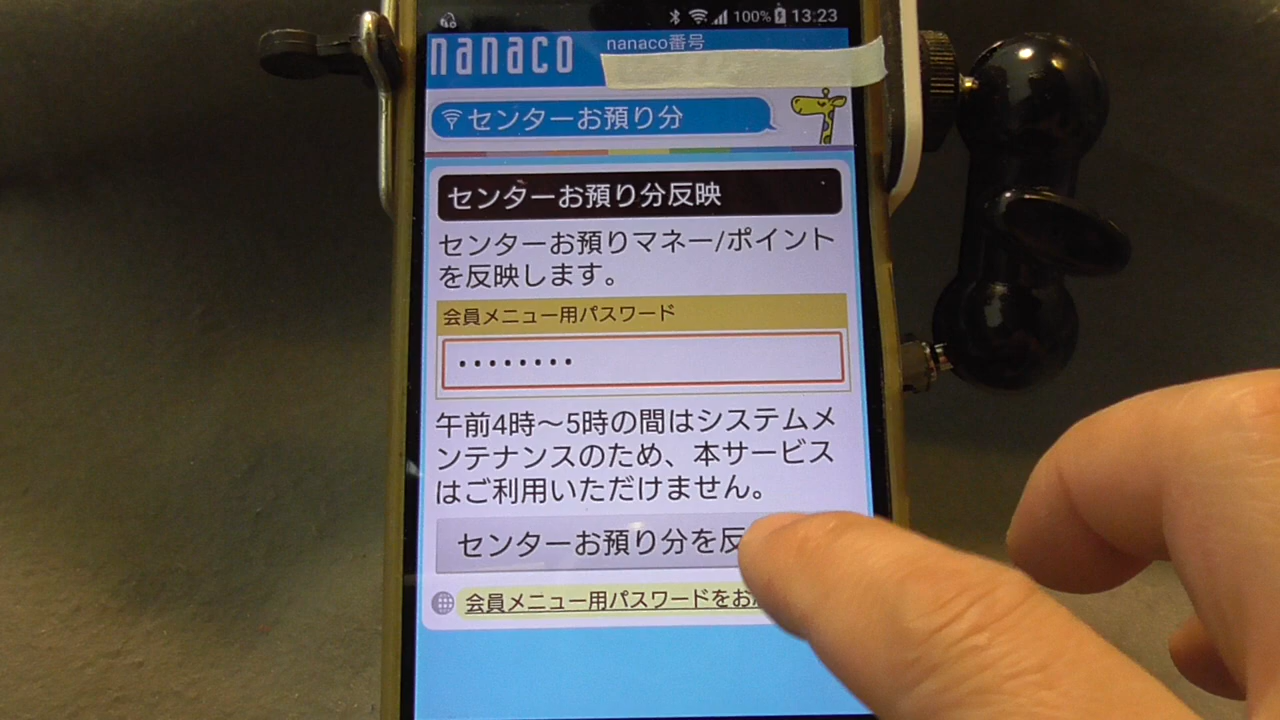 100% 13:23
nanaco nanaco番号
センターお預り分
センターお預り分反映
センターお預りマネー/ポイント
を反映します。
会員メニュー用パスワード
••••••••
午前4時～5時の間はシステムメ
ンテナンスのため、本サービス
はご利用いただけません。
センターお預り分を反
会員メニュー用パスワードをお